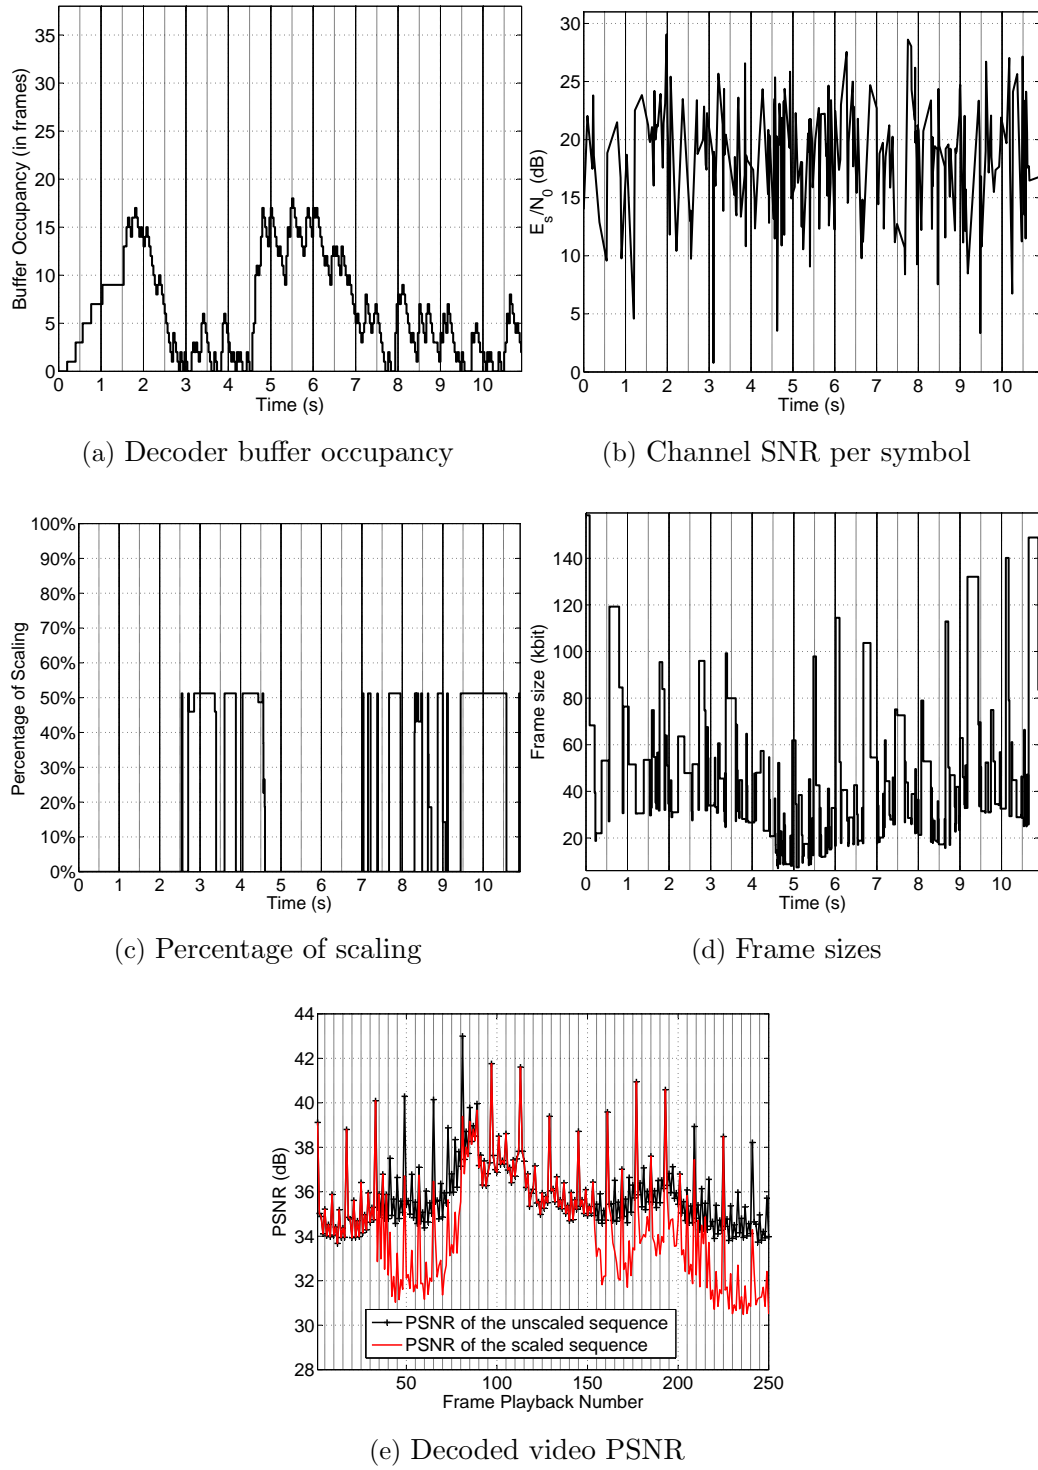 35
30
25
20
15
10
5
0
Buffer Occupancy (in frames)
0 1 2 3 4 5 6 7 8 9 10
Time (s)
(a) Decoder buffer occupancy
30
25
20
15
10
5
0
E_s/N_0 (dB)
0 1 2 3 4 5 6 7 8 9 10
Time (s)
(b) Channel SNR per symbol
100%
90%
80%
70%
60%
50%
40%
30%
20%
10%
0%
Percentage of Scaling
0 1 2 3 4 5 6 7 8 9 10
Time (s)
(c) Percentage of scaling
140
120
100
80
60
40
20
Frame size (kbit)
0 1 2 3 4 5 6 7 8 9 10
Time (s)
(d) Frame sizes
44
42
40
38
36
34
32
30
28
PSNR (dB)
PSNR of the unscaled sequence
PSNR of the scaled sequence
50 100 150 200 250
Frame Playback Number
(e) Decoded video PSNR